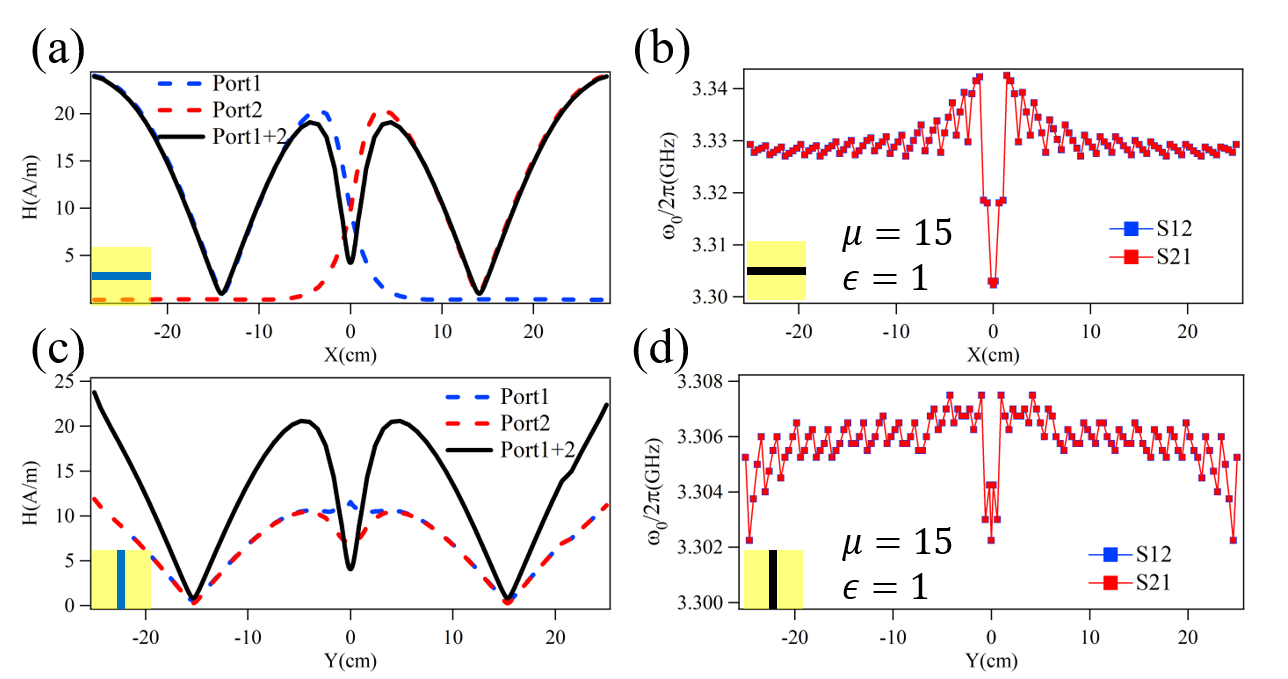 (a)
Port1
Port2
Port1+2
H(A/m)
20
15
10
5
-20
-10
0
10
20
X(cm)
(b)
ω0/2π(GHz)
3.34
3.33
3.32
3.31
3.30
μ = 15
ϵ = 1
S12
S21
-20
-10
0
10
20
X(cm)
(c)
Port1
Port2
Port1+2
H(A/m)
25
20
15
10
5
0
-20
-10
0
10
20
Y(cm)
(d)
ω0/2π(GHz)
3.308
3.306
3.304
3.302
3.300
μ = 15
ϵ = 1
S12
S21
-20
-10
0
10
20
Y(cm)